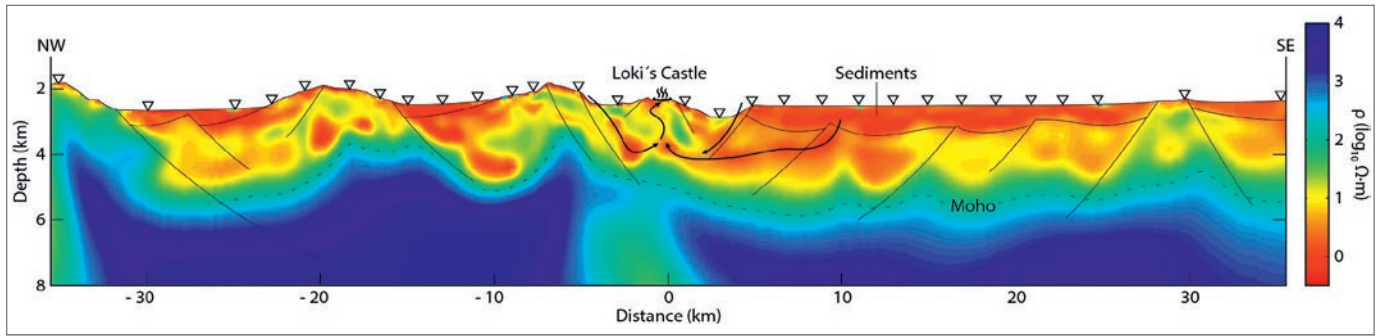 NW
SE
Loki´s Castle
Sediments
Moho
Depth (km)
2
4
6
8
- 30
- 20
- 10
0
10
20
30
Distance (km)
4
3
2
1
0
ρ (log₁₀ Ω·m)